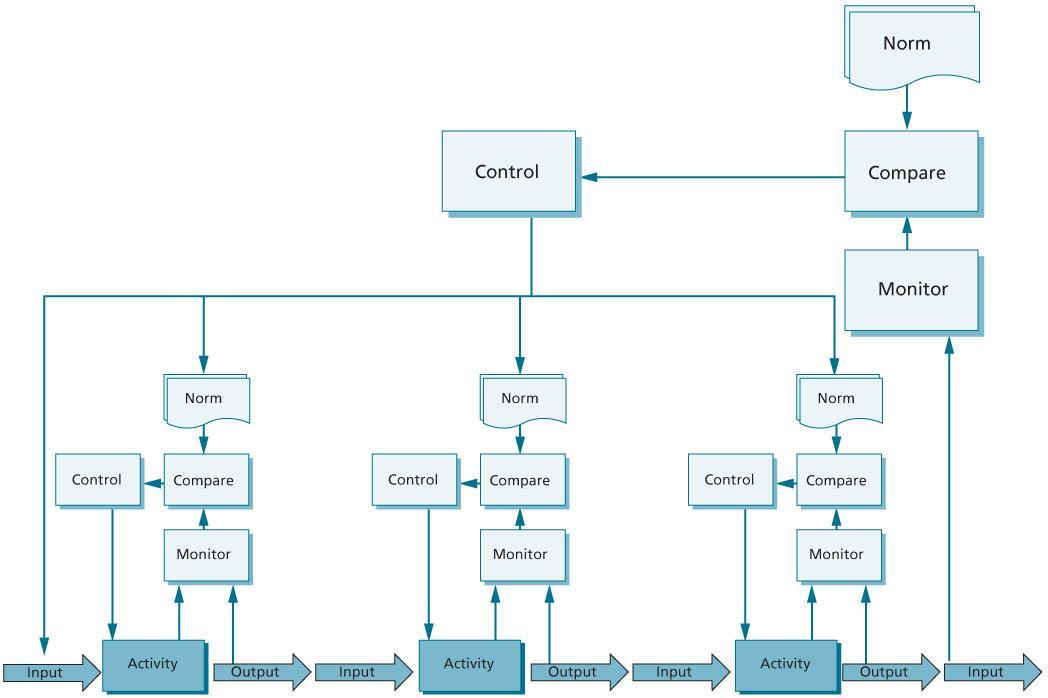 Norm
Control
Compare
Monitor
Norm
Norm
Norm
Control
Compare
Control
Compare
Control
Compare
Monitor
Monitor
Monitor
Input
Activity
Output
Input
Activity
Output
Input
Activity
Output
Input